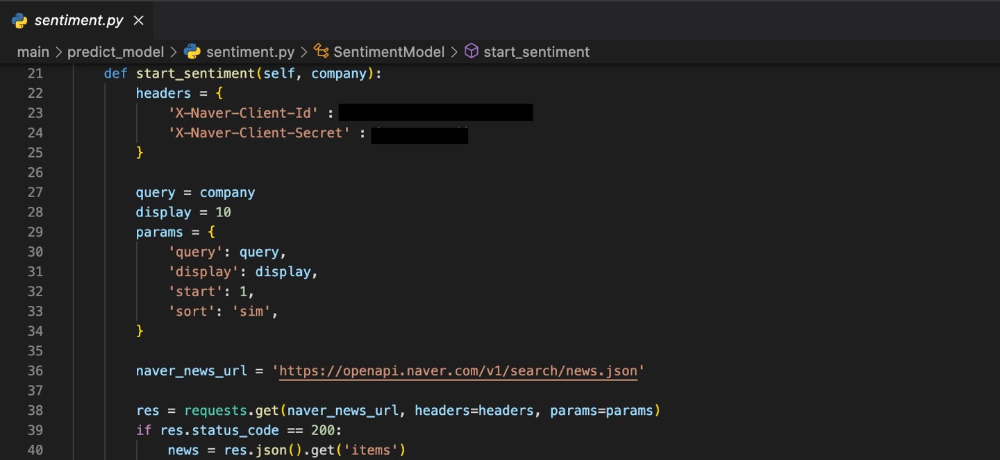 sentiment.py ×
main > predict_model > sentiment.py > SentimentModel > start_sentiment
21 def start_sentiment(self, company):
22 headers = {
23 'X-Naver-Client-Id' :
24 'X-Naver-Client-Secret' :
25 }
26
27 query = company
28 display = 10
29 params = {
30 'query': query,
31 'display': display,
32 'start': 1,
33 'sort': 'sim',
34 }
35
36 naver_news_url = 'https://openapi.naver.com/v1/search/news.json'
37
38 res = requests.get(naver_news_url, headers=headers, params=params)
39 if res.status_code == 200:
40 news = res.json().get('items')